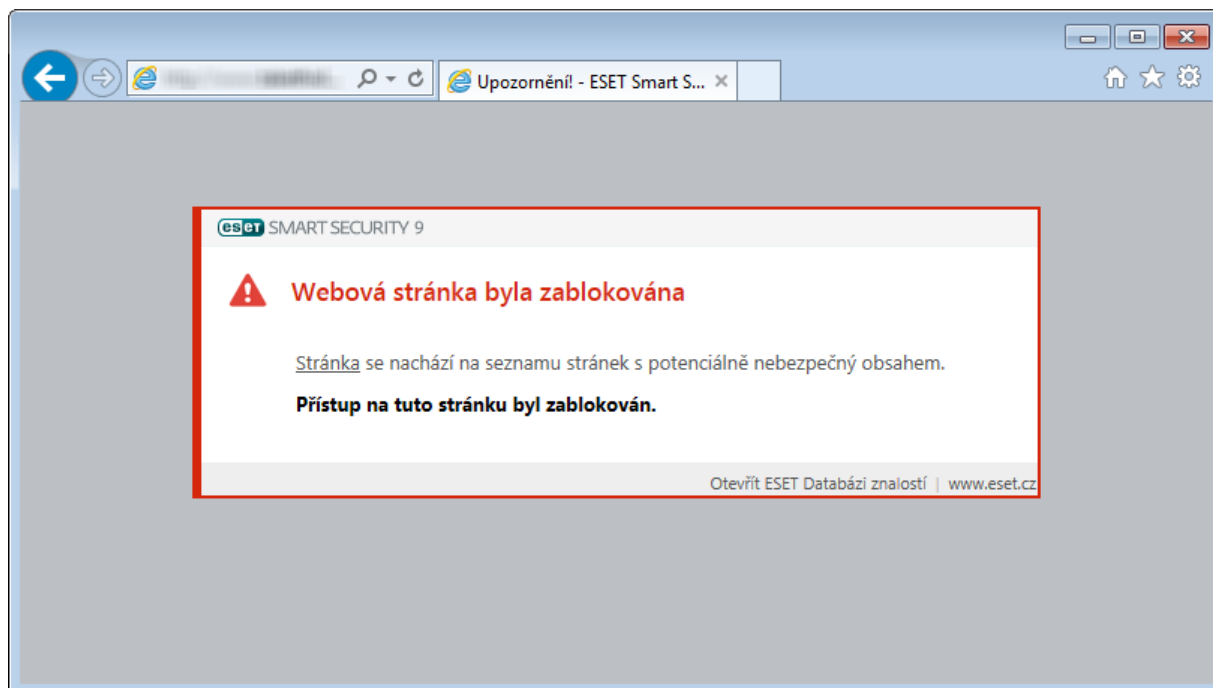 Upozornění! - ESET Smart S...
eset SMART SECURITY 9
Webová stránka byla zablokována
Stránka se nachází na seznamu stránek s potenciálně nebezpečný obsahem.
Přístup na tuto stránku byl zablokován.
Otevřít ESET Databázi znalostí | www.eset.cz